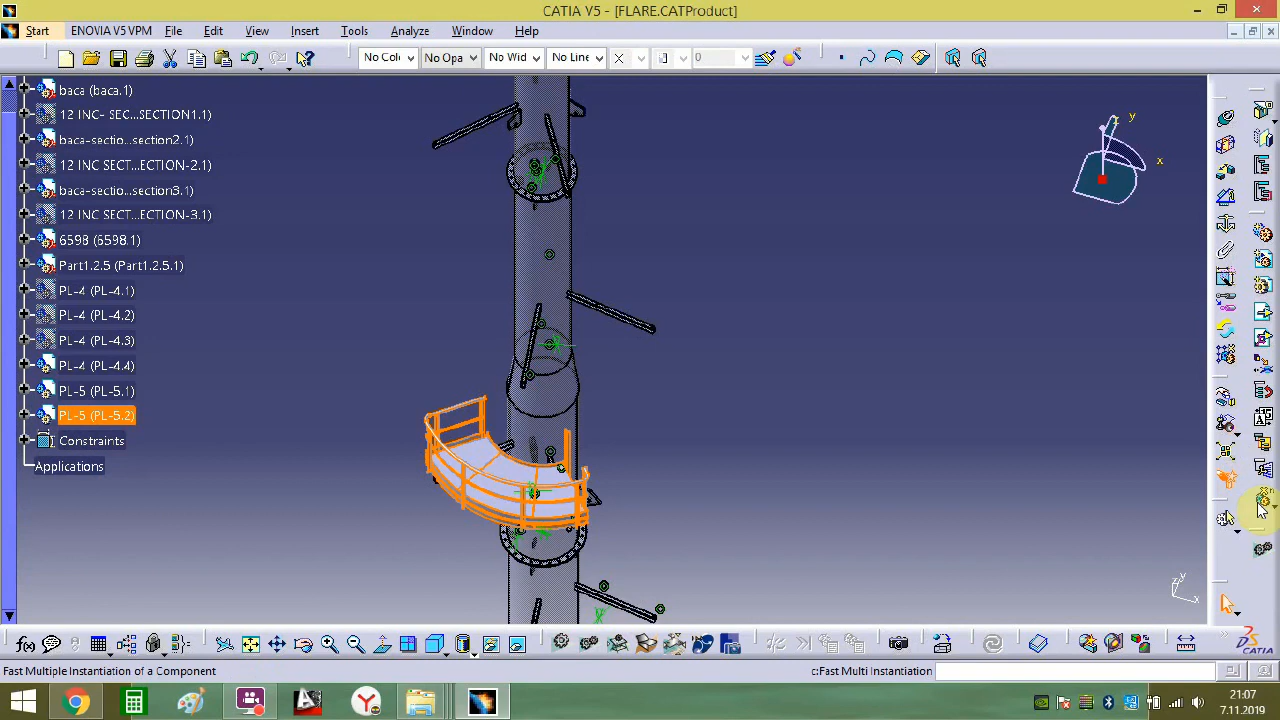 CATIA V5 - [FLARE.CATProduct]
Start ENOVIA V5 VPM File Edit View Insert Tools Analyze Window Help
No Col No Opa No Wid No Line 0
baca (baca.1)
12 INC- SEC...SECTION1.1)
baca-sectio...section2.1)
12 INC SECT...ECTION-2.1)
baca-sectio...section3.1)
12 INC SECT...ECTION-3.1)
6598 (6598.1)
Part1.2.5 (Part1.2.5.1)
PL-4 (PL-4.1)
PL-4 (PL-4.2)
PL-4 (PL-4.3)
PL-4 (PL-4.4)
PL-5 (PL-5.1)
PL-5 (PL-5.2)
Constraints
Applications
y
x
z y
x
f(x)
CATIA
Fast Multiple Instantiation of a Component
c:Fast Multi Instantiation
21:07
7.11.2019